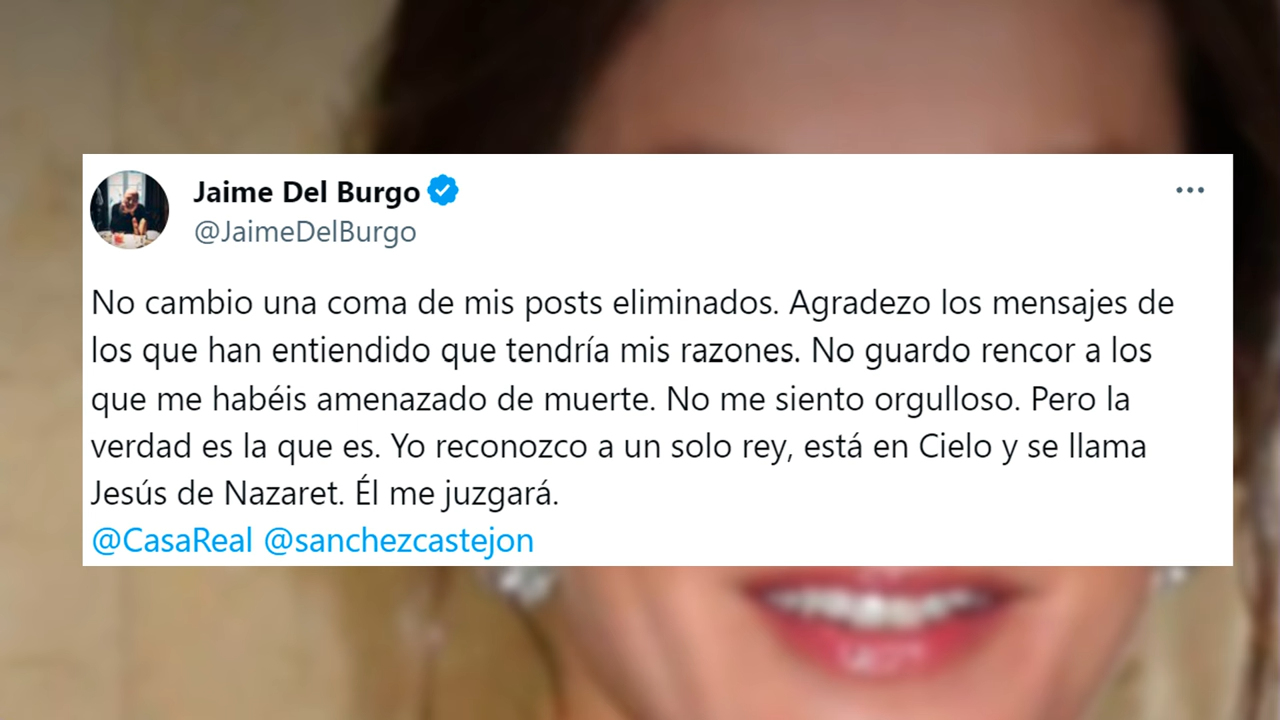 Jaime Del Burgo
@JaimeDelBurgo
No cambio una coma de mis posts eliminados. Agradezo los mensajes de
los que han entiendido que tendría mis razones. No guardo rencor a los
que me habéis amenazado de muerte. No me siento orgulloso. Pero la
verdad es la que es. Yo reconozco a un solo rey, está en Cielo y se llama
Jesús de Nazaret. Él me juzgará.
@CasaReal @sanchezcastejon